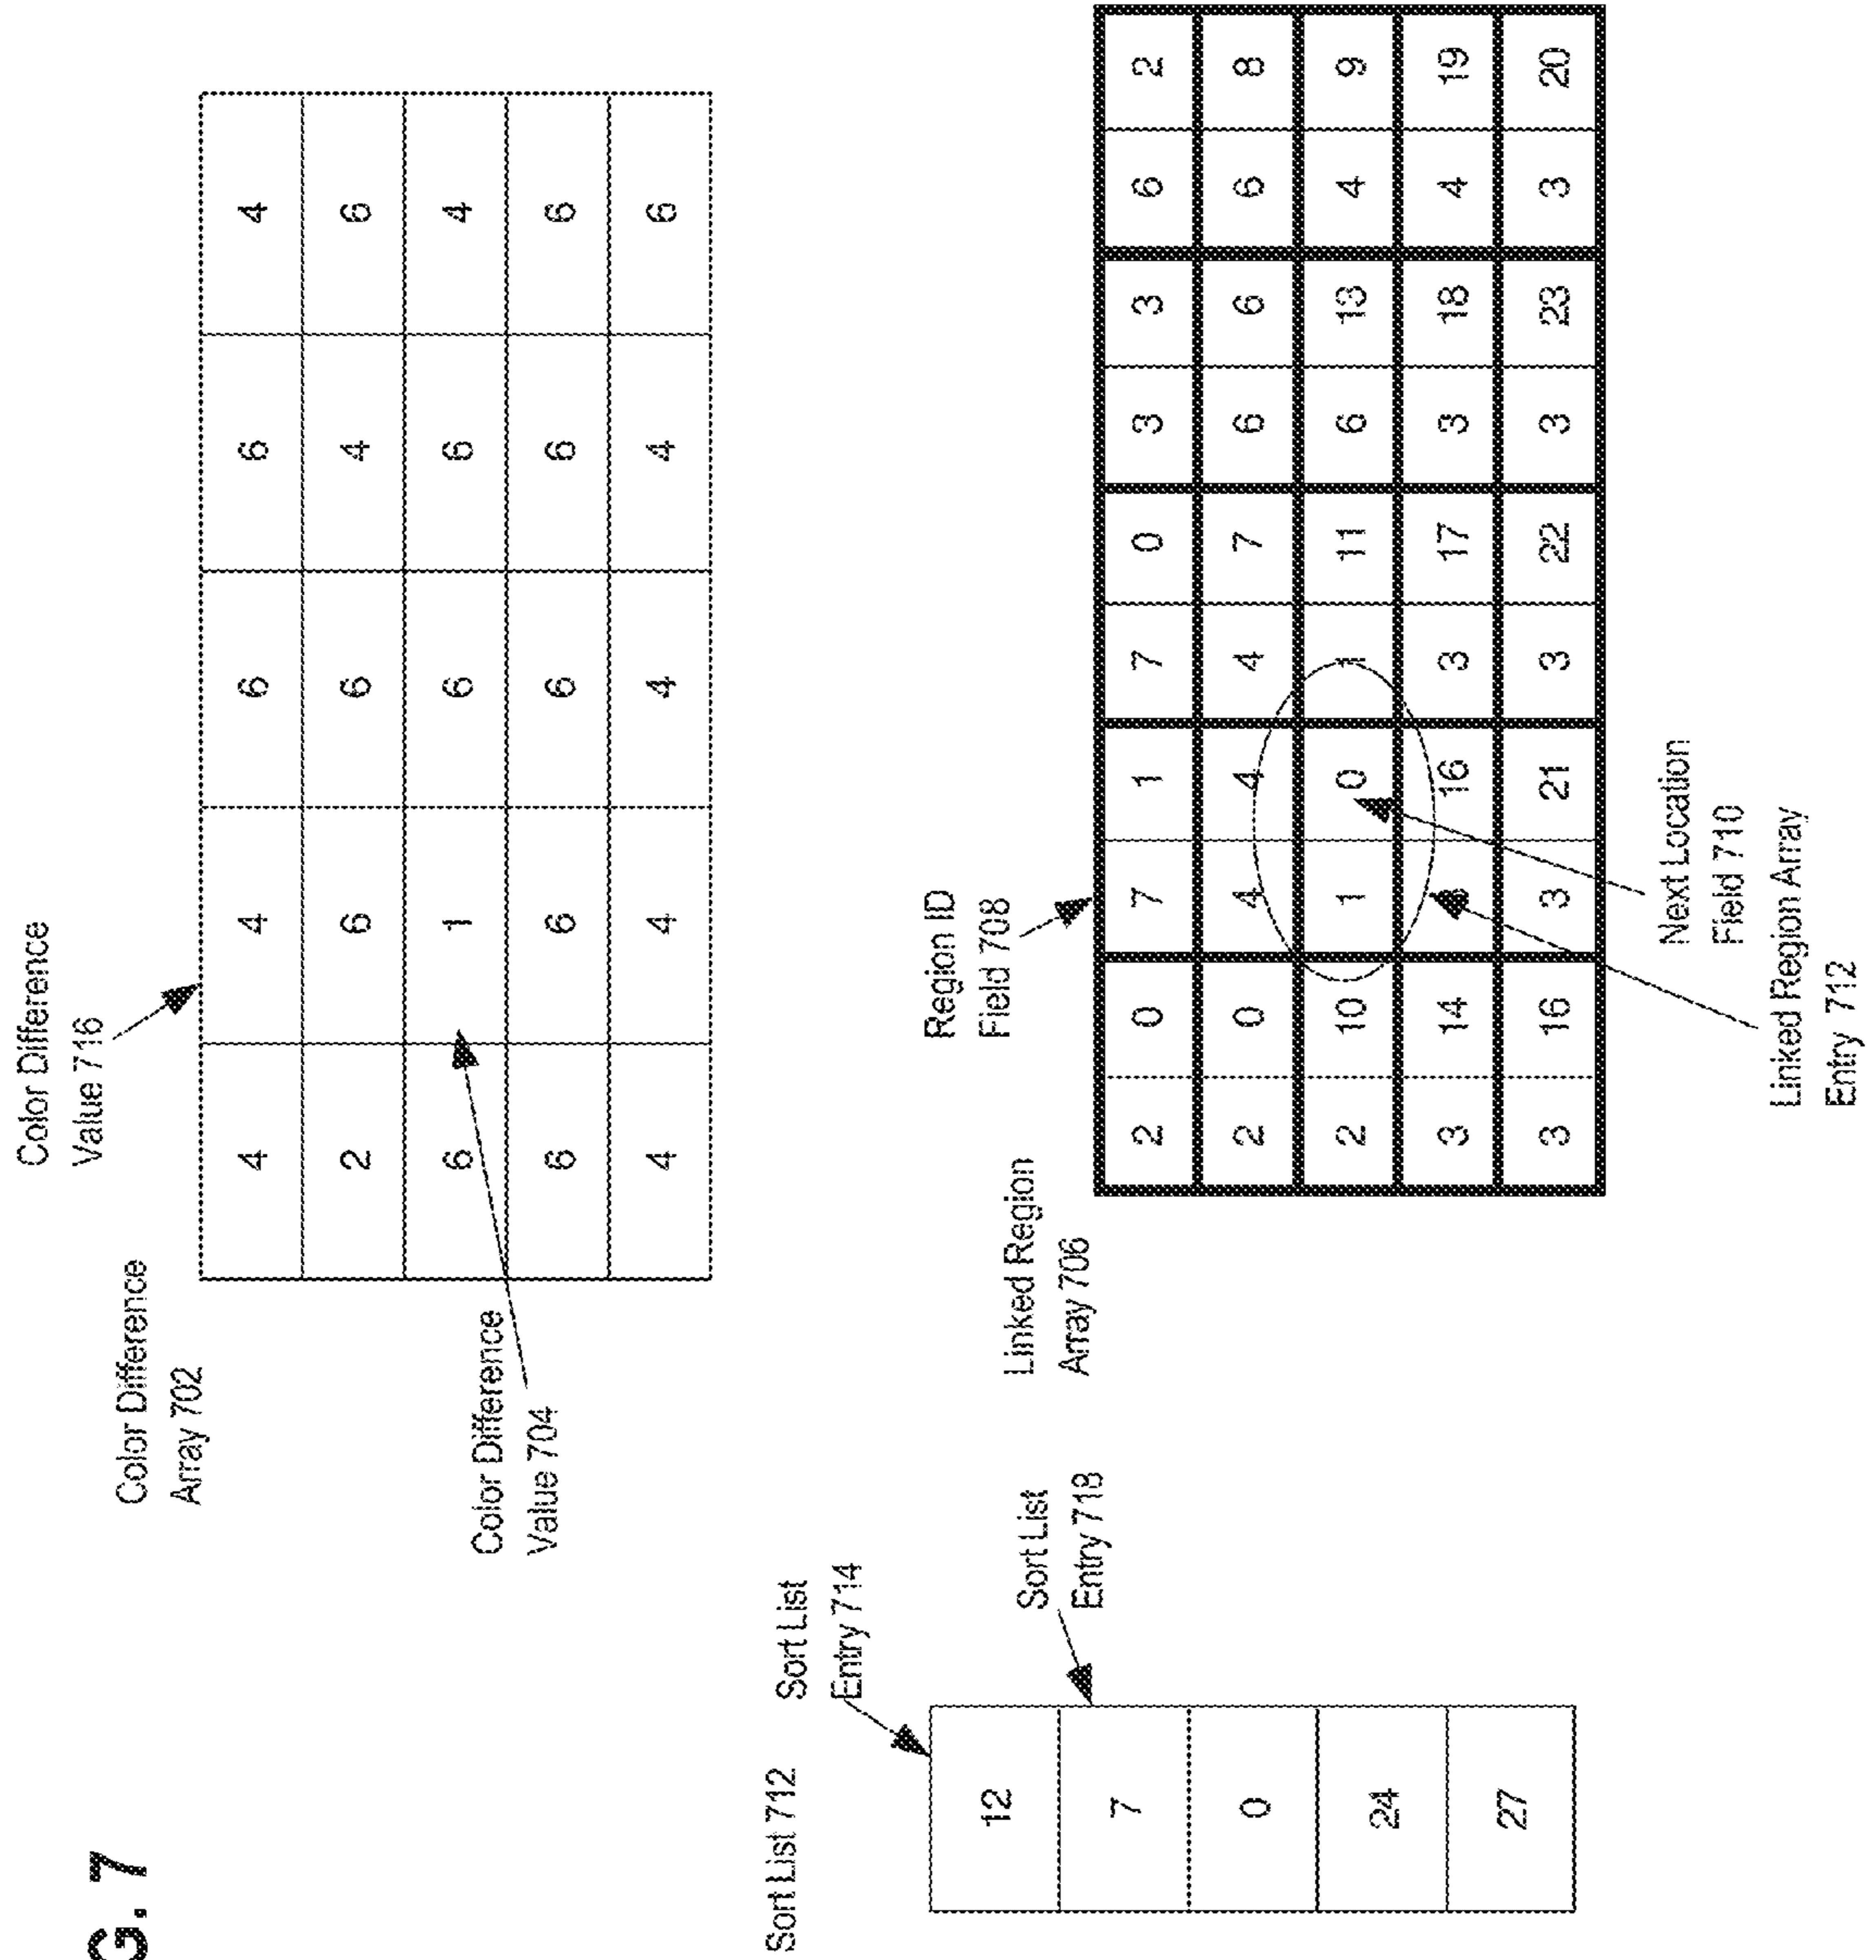 G. 7
Color Difference
Array 702
Color Difference
Value 716
4 4 6 6 4
2 6 6 4 6
6 1 6 6 4
6 6 6 6 6
4 4 4 4 6
Color Difference
Value 704
Sort List 712
Sort List
Entry 714
12
7
0
24
27
Sort List
Entry 718
Linked Region
Array 706
Region ID
Field 708
2 0 7 1 7 0 3 3 6 2
2 0 4 4 4 7 6 6 6 8
2 10 1 0 1 11 6 13 4 9
3 14 16 3 17 3 18 4 19
3 16 3 21 3 22 3 23 3 20
Next Location
Field 710
Linked Region Array
Entry 712